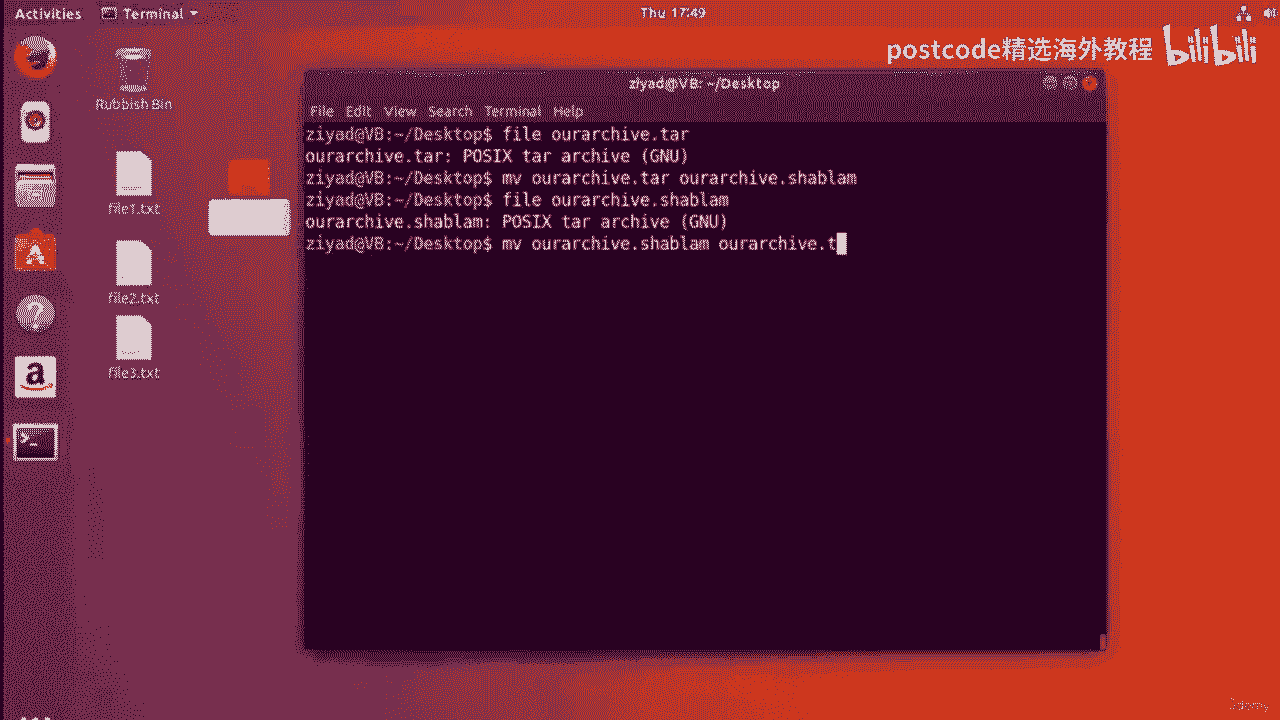 Activities
Terminal
Thu 17:49
postcode精选海外教程 bilibili
Rubbish Bin
file1.txt
file2.txt
file3.txt
ziyad@VB: ~/Desktop
File Edit View Search Terminal Help
ziyad@VB:~/Desktop$ file ourarchive.tar
ourarchive.tar: POSIX tar archive (GNU)
ziyad@VB:~/Desktop$ mv ourarchive.tar ourarchive.shablam
ziyad@VB:~/Desktop$ file ourarchive.shablam
ourarchive.shablam: POSIX tar archive (GNU)
ziyad@VB:~/Desktop$ mv ourarchive.shablam ourarchive.t
Udemy